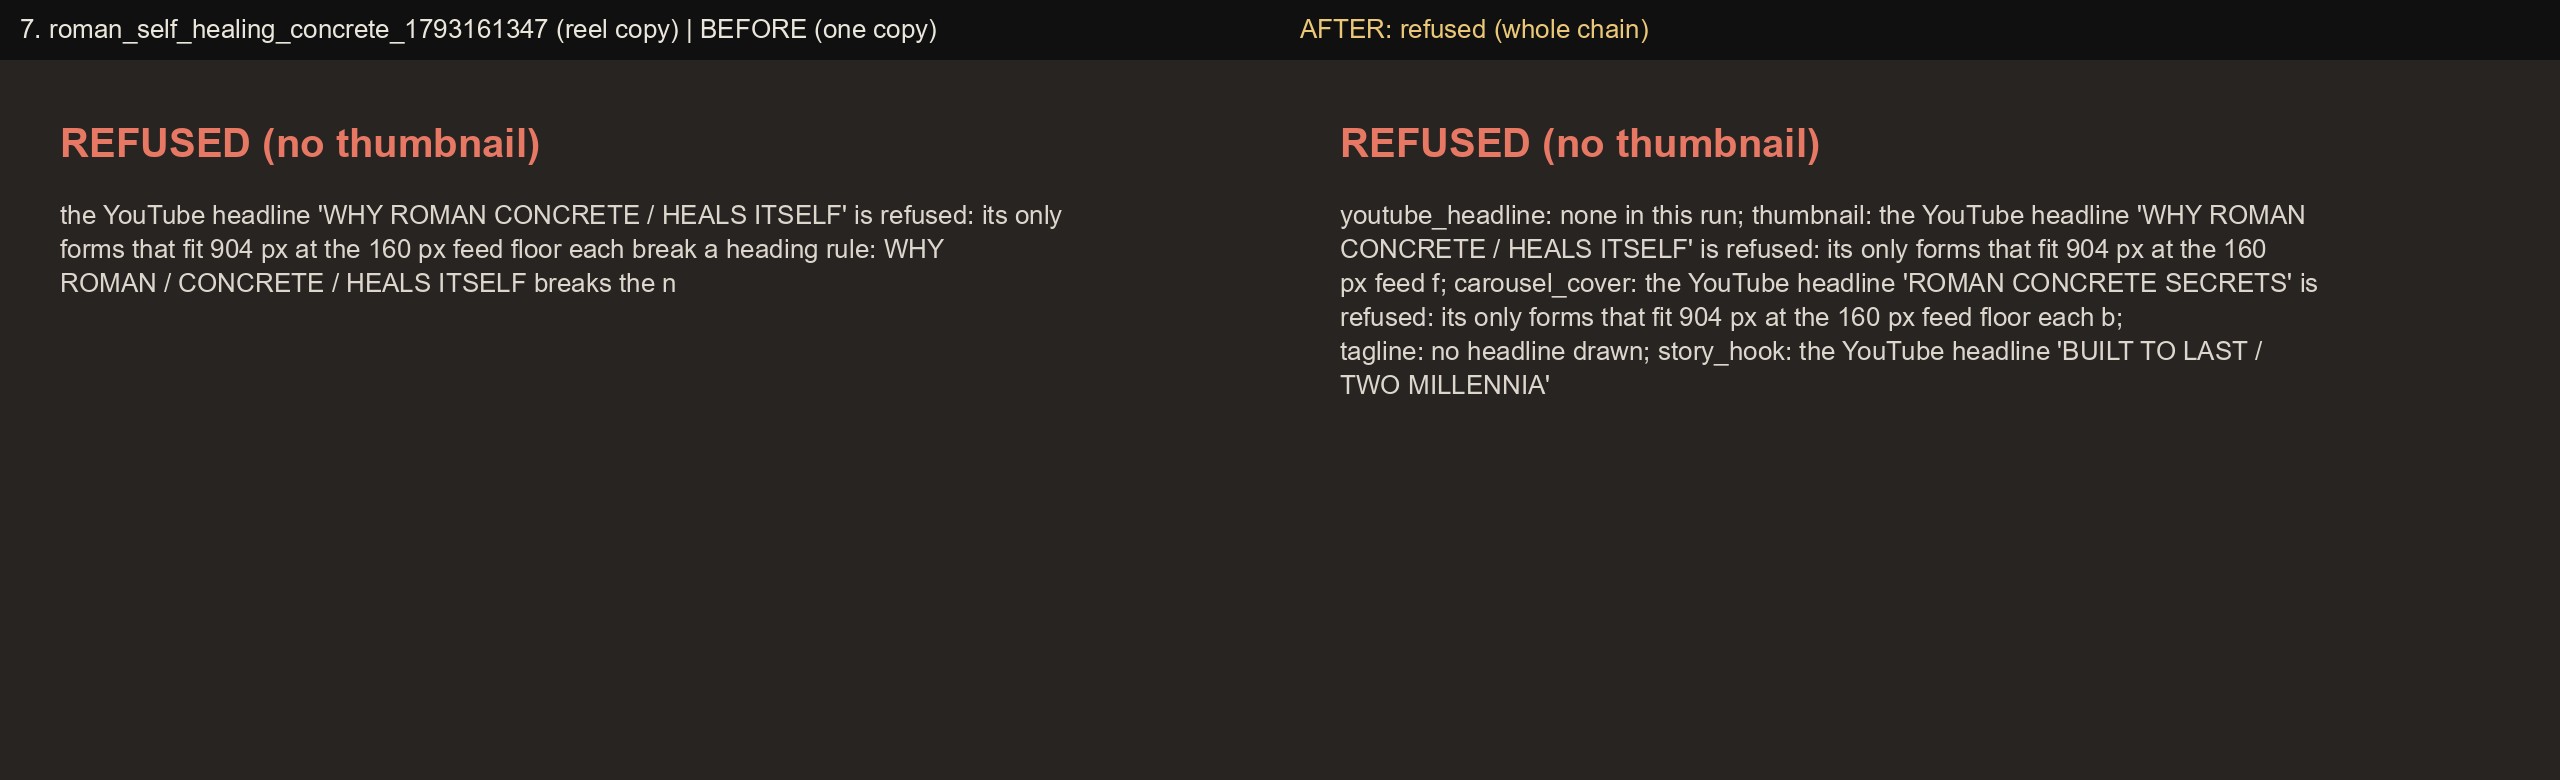 7. roman_self_healing_concrete_1793161347 (reel copy) | BEFORE (one copy)
AFTER: refused (whole chain)
REFUSED (no thumbnail)
the YouTube headline 'WHY ROMAN CONCRETE / HEALS ITSELF' is refused: its only
forms that fit 904 px at the 160 px feed floor each break a heading rule: WHY
ROMAN / CONCRETE / HEALS ITSELF breaks the n
REFUSED (no thumbnail)
youtube_headline: none in this run; thumbnail: the YouTube headline 'WHY ROMAN
CONCRETE / HEALS ITSELF' is refused: its only forms that fit 904 px at the 160
px feed f; carousel_cover: the YouTube headline 'ROMAN CONCRETE SECRETS' is
refused: its only forms that fit 904 px at the 160 px feed floor each b;
tagline: no headline drawn; story_hook: the YouTube headline 'BUILT TO LAST /
TWO MILLENNIA'